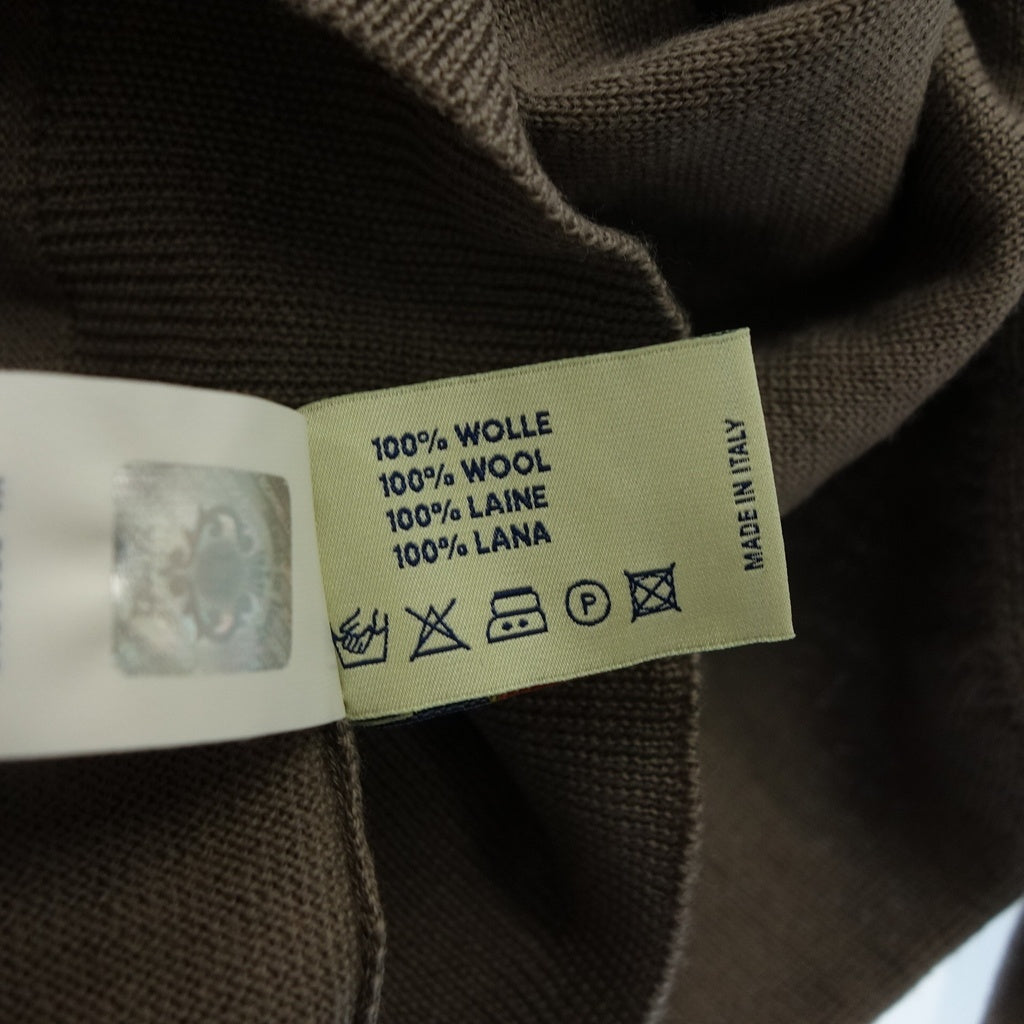 100% WOLLE
100% WOOL
100% LAINE
100% LANA
P
MADE IN ITALY